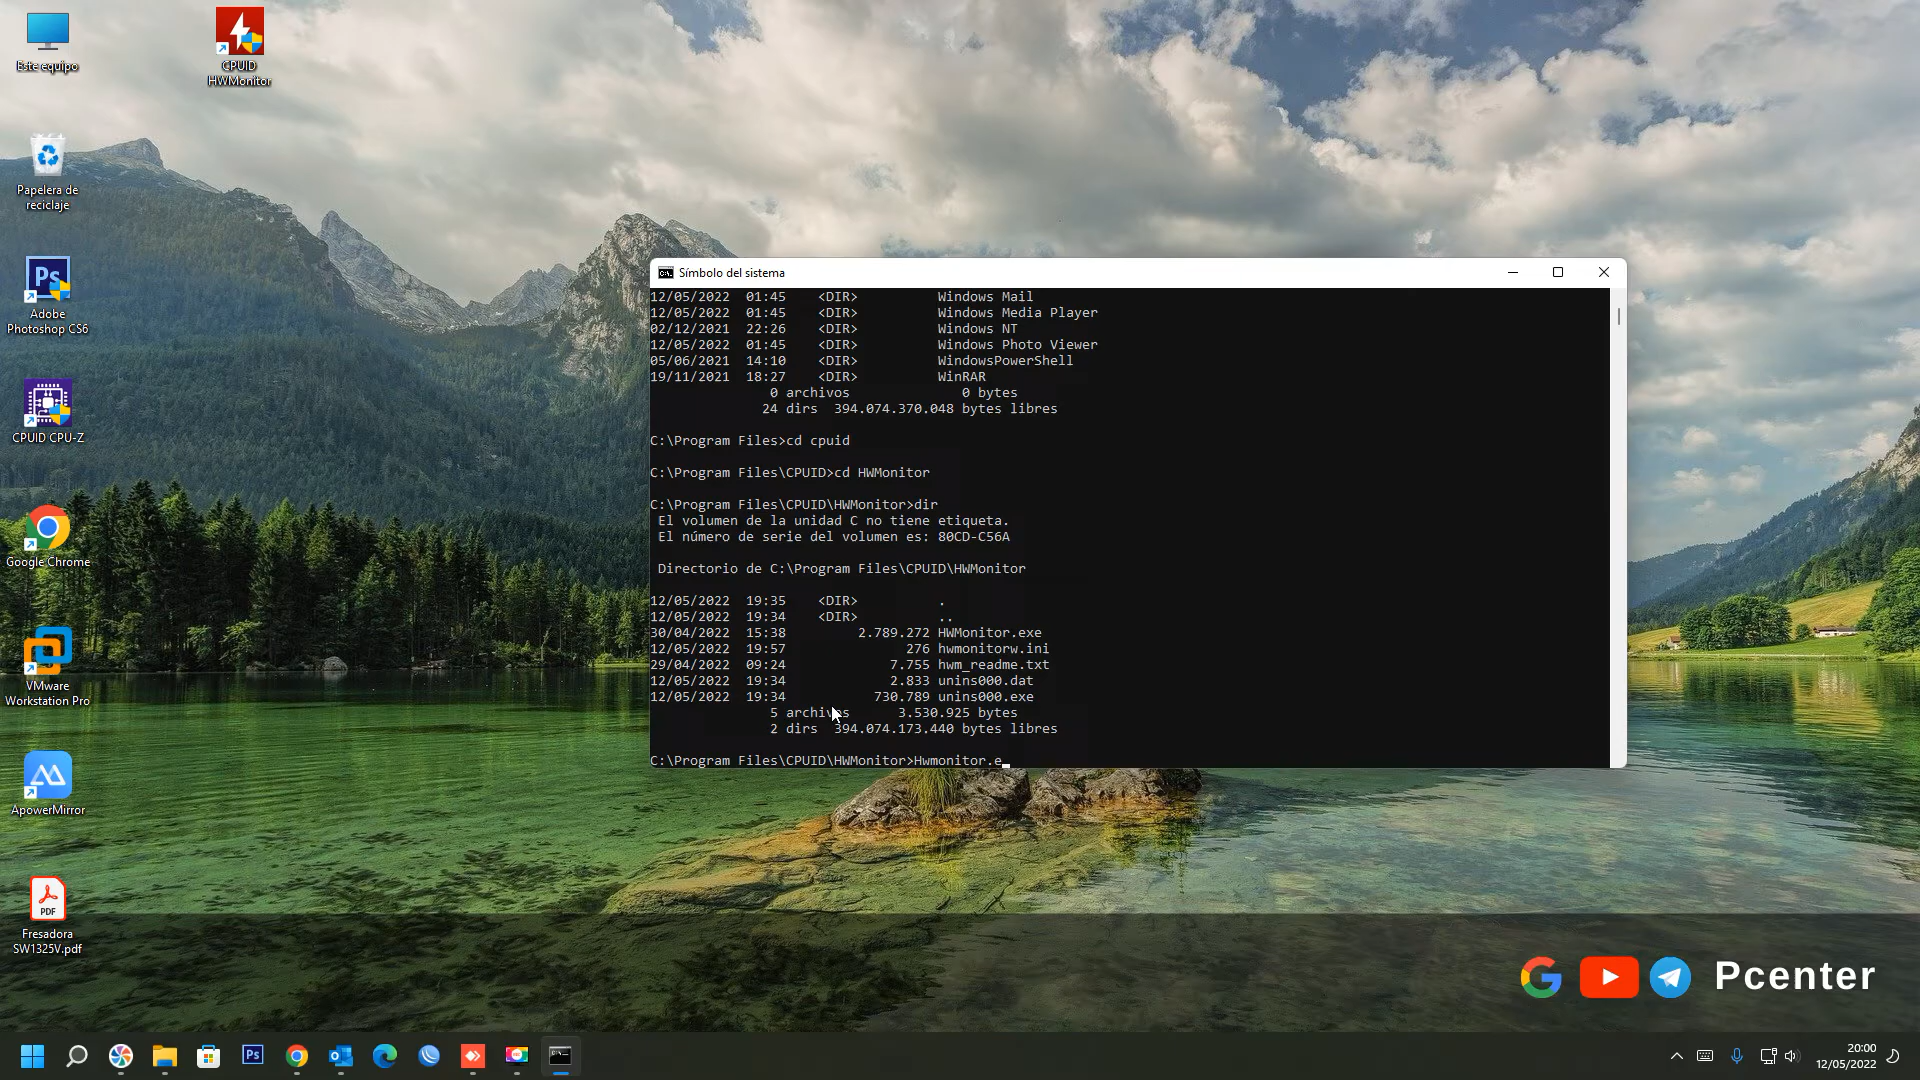 Este equipo
CPUID
HWMonitor
Papelera de
reciclaje
Ps
Adobe
Photoshop CS6
CPUID CPU-Z
Google Chrome
VMware
Workstation Pro
ApowerMirror
PDF
Fresadora
SW1325V.pdf
Símbolo del sistema
12/05/2022  01:45    <DIR>          Windows Mail
12/05/2022  01:45    <DIR>          Windows Media Player
02/12/2021  22:26    <DIR>          Windows NT
12/05/2022  01:45    <DIR>          Windows Photo Viewer
05/06/2021  14:10    <DIR>          WindowsPowerShell
19/11/2021  18:27    <DIR>          WinRAR
0 archivos              0 bytes
24 dirs  394.074.370.048 bytes libres
C:\Program Files>cd cpuid
C:\Program Files\CPUID>cd HWMonitor
C:\Program Files\CPUID\HWMonitor>dir
El volumen de la unidad C no tiene etiqueta.
El número de serie del volumen es: 80CD-C56A
Directorio de C:\Program Files\CPUID\HWMonitor
12/05/2022  19:35    <DIR>          .
12/05/2022  19:34    <DIR>          ..
30/04/2022  15:38         2.789.272 HWMonitor.exe
12/05/2022  19:57               276 hwmonitorw.ini
29/04/2022  09:24             7.755 hwm_readme.txt
12/05/2022  19:34             2.833 unins000.dat
12/05/2022  19:34           730.789 unins000.exe
5 archivos      3.530.925 bytes
2 dirs  394.074.173.440 bytes libres
C:\Program Files\CPUID\HWMonitor>Hwmonitor.e
Pcenter
Ps
20:00
12/05/2022